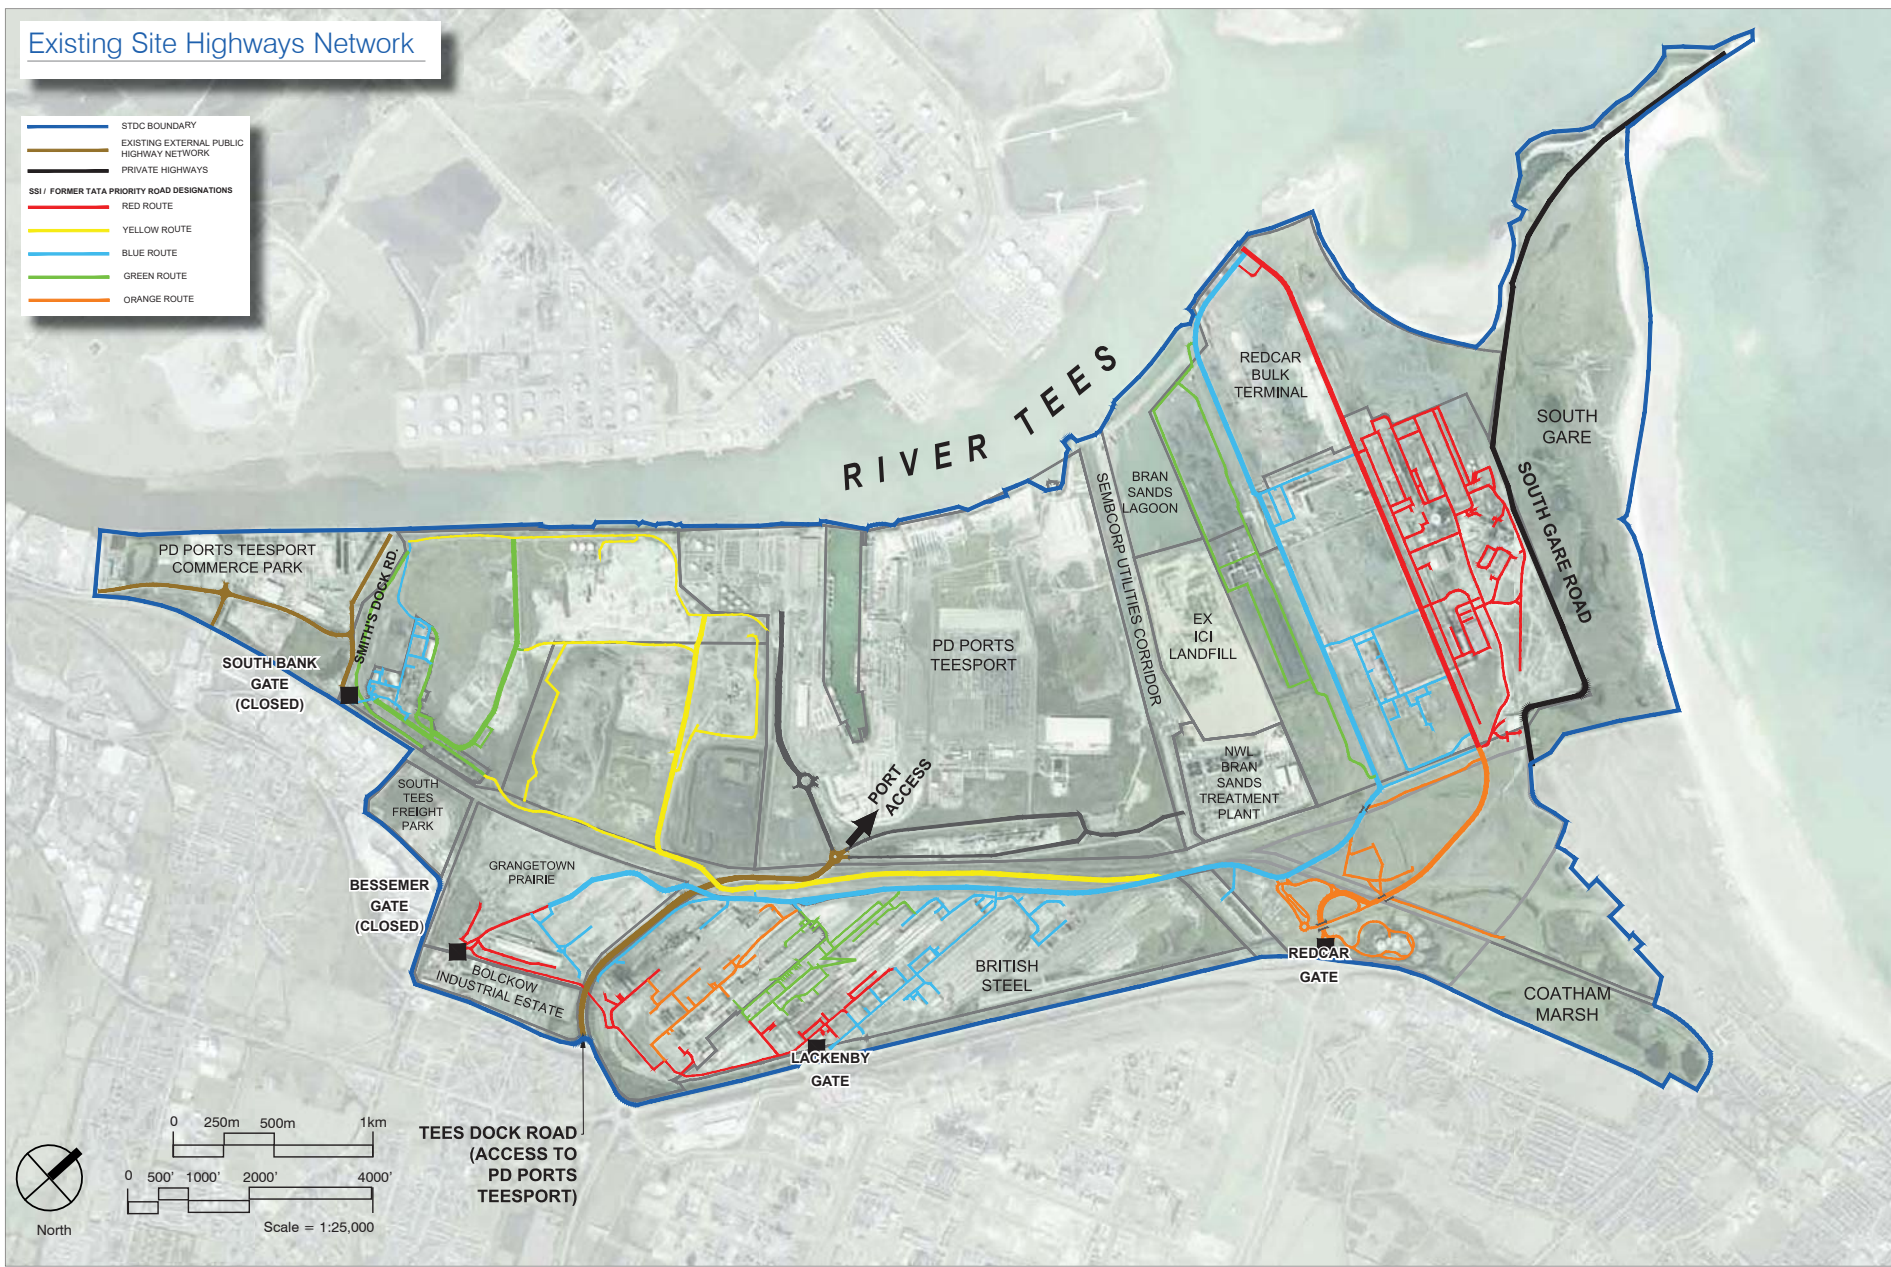 Existing Site Highways Network
STDC BOUNDARY
EXISTING EXTERNAL PUBLIC
HIGHWAY NETWORK
PRIVATE HIGHWAYS
SSI / FORMER TATA PRIORITY ROAD DESIGNATIONS
RED ROUTE
YELLOW ROUTE
BLUE ROUTE
GREEN ROUTE
ORANGE ROUTE
RIVER TEES
REDCAR
BULK
TERMINAL
SOUTH
GARE
SOUTH GARE ROAD
BRAN
SANDS
LAGOON
SEMBCORP UTILITIES CORRIDOR
PD PORTS TEESPORT
COMMERCE PARK
SMITH'S DOCK RD.
SOUTH BANK
GATE
(CLOSED)
PD PORTS
TEESPORT
EX
ICI
LANDFILL
NWL
BRAN
SANDS
TREATMENT
PLANT
PORT
ACCESS
SOUTH
TEES
FREIGHT
PARK
GRANGETOWN
PRAIRIE
BESSEMER
GATE
(CLOSED)
BOLCKOW
INDUSTRIAL ESTATE
BRITISH
STEEL
REDCAR
GATE
COATHAM
MARSH
LACKENBY
GATE
TEES DOCK ROAD
(ACCESS TO
PD PORTS
TEESPORT)
0 250m 500m 1km
0 500' 1000' 2000' 4000'
Scale = 1:25,000
North